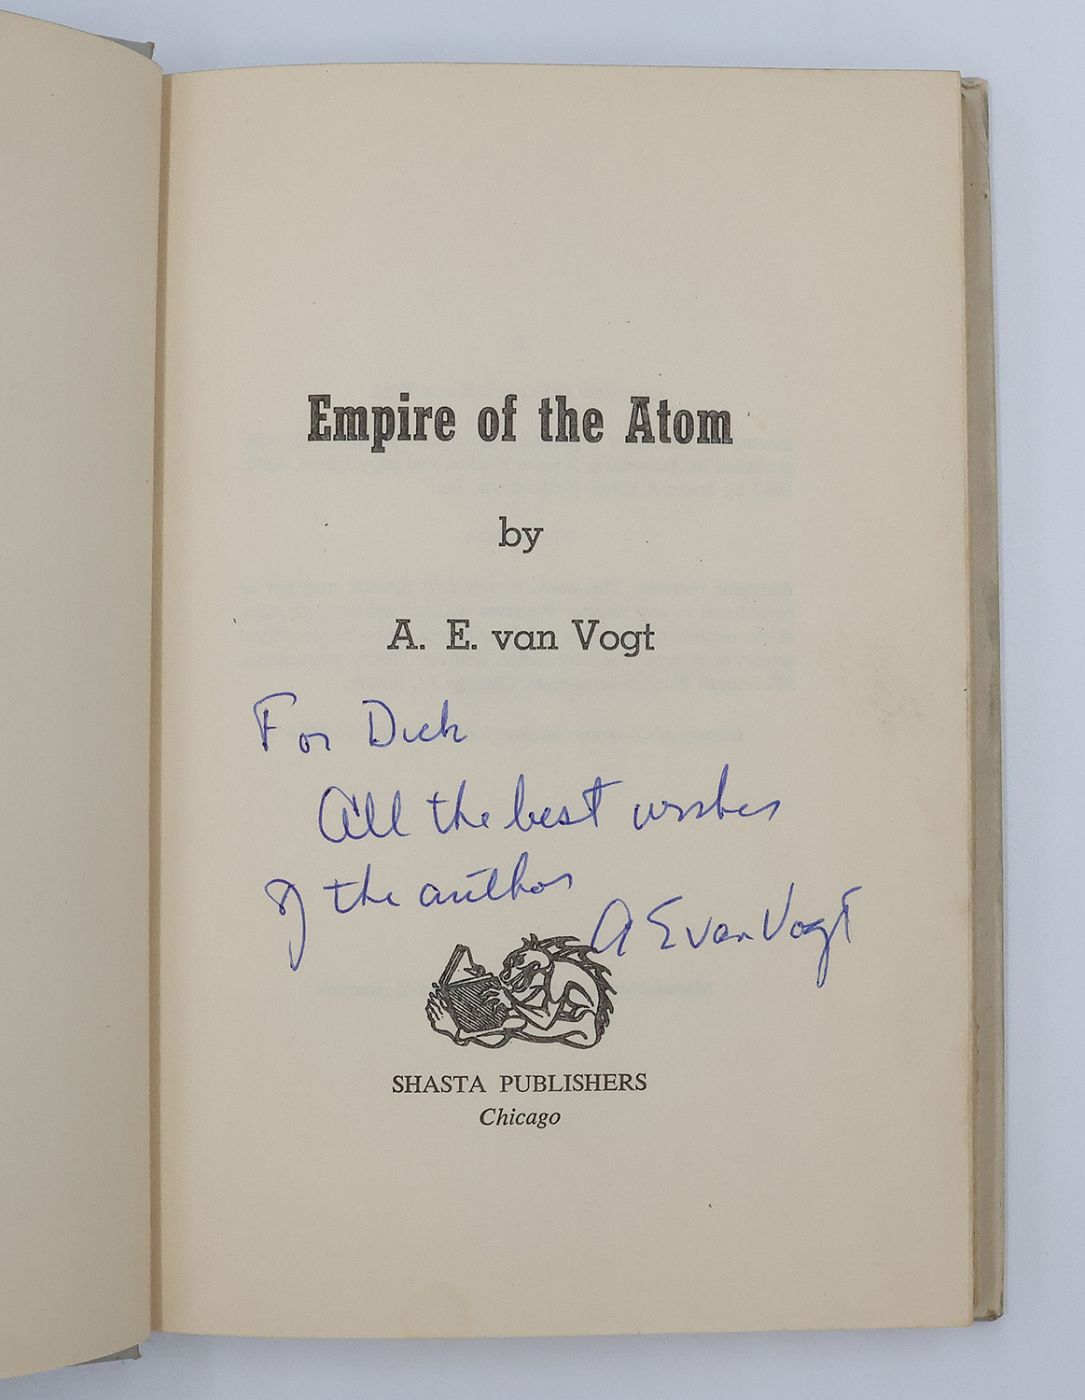 Empire of the Atom
by
A. E. van Vogt
For Dick
All the best wishes
of the author
A E van Vogt
SHASTA PUBLISHERS
Chicago